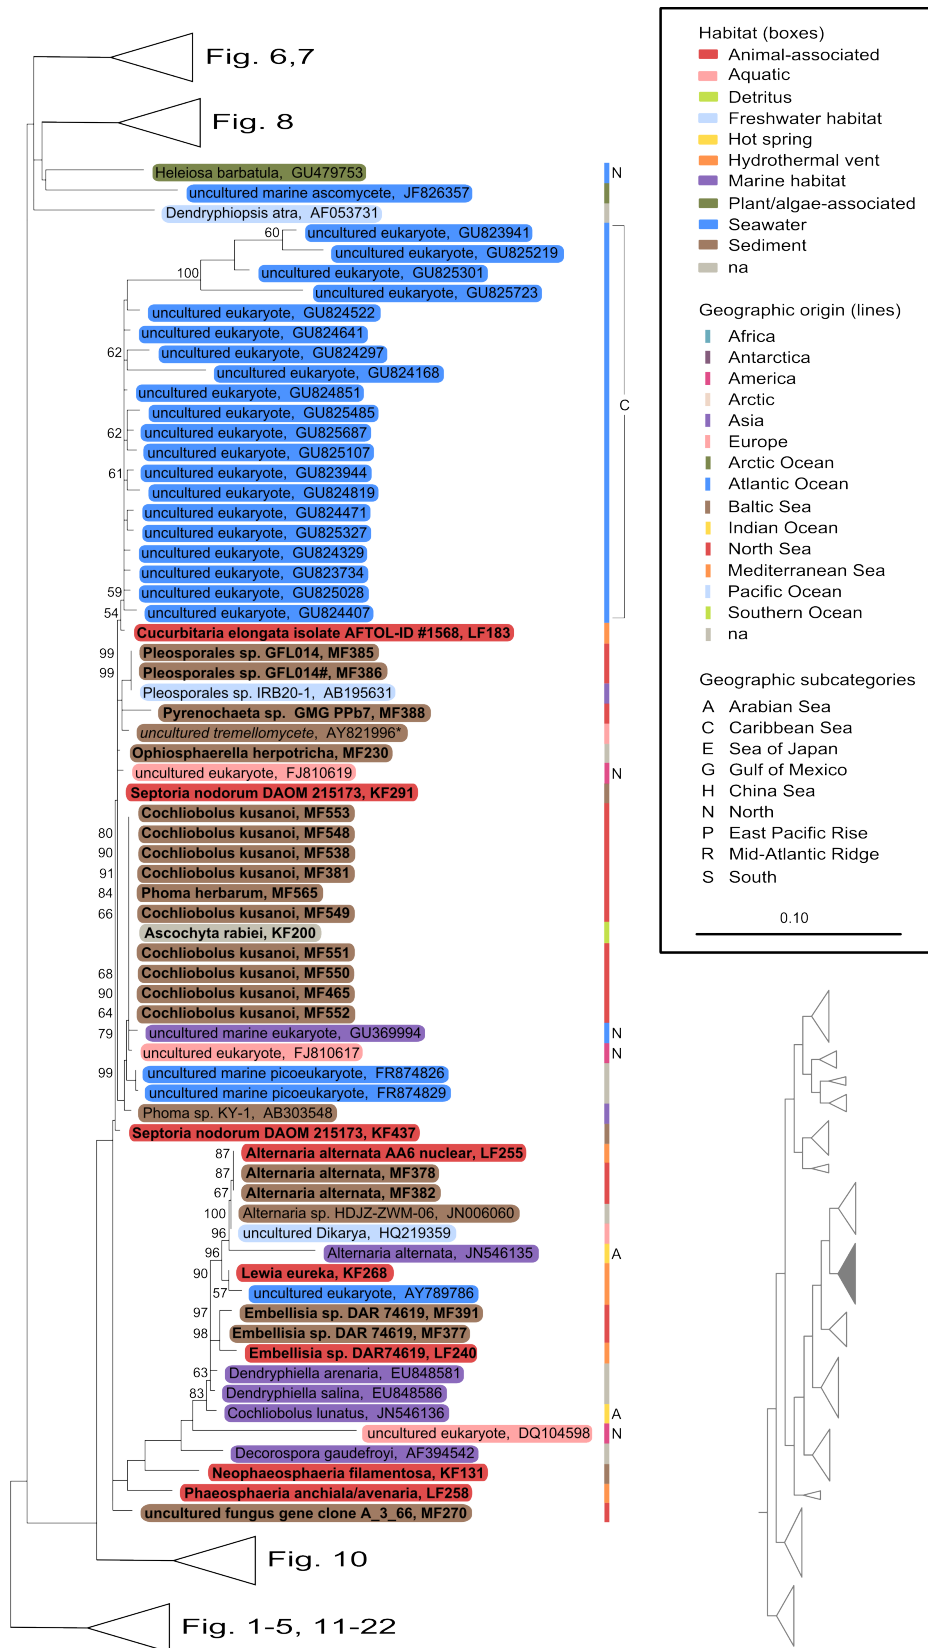 Fig. 6,7
Fig. 8
Heleiosa barbatula, GU479753
N
uncultured marine ascomycete, JF826357
Dendryphiopsis atra, AF053731
60
uncultured eukaryote, GU823941
uncultured eukaryote, GU825219
100
uncultured eukaryote, GU825301
uncultured eukaryote, GU825723
uncultured eukaryote, GU824522
uncultured eukaryote, GU824641
62
uncultured eukaryote, GU824297
uncultured eukaryote, GU824168
uncultured eukaryote, GU824851
C
uncultured eukaryote, GU825485
62
uncultured eukaryote, GU825687
uncultured eukaryote, GU825107
61
uncultured eukaryote, GU823944
uncultured eukaryote, GU824819
uncultured eukaryote, GU824471
uncultured eukaryote, GU825327
uncultured eukaryote, GU824329
uncultured eukaryote, GU823734
59
uncultured eukaryote, GU825028
54
uncultured eukaryote, GU824407
Cucurbitaria elongata isolate AFTOL-ID #1568, LF183
99
Pleosporales sp. GFL014, MF385
99
Pleosporales sp. GFL014#, MF386
Pleosporales sp. IRB20-1, AB195631
Pyrenochaeta sp. GMG PPb7, MF388
uncultured tremellomycete, AY821996*
Ophiosphaerella herpotricha, MF230
uncultured eukaryote, FJ810619
N
Septoria nodorum DAOM 215173, KF291
Cochliobolus kusanoi, MF553
80
Cochliobolus kusanoi, MF548
90
Cochliobolus kusanoi, MF538
91
Cochliobolus kusanoi, MF381
84
Phoma herbarum, MF565
66
Cochliobolus kusanoi, MF549
Ascochyta rabiei, KF200
Cochliobolus kusanoi, MF551
68
Cochliobolus kusanoi, MF550
90
Cochliobolus kusanoi, MF465
64
Cochliobolus kusanoi, MF552
79
uncultured marine eukaryote, GU369994
N
uncultured eukaryote, FJ810617
N
99
uncultured marine picoeukaryote, FR874826
uncultured marine picoeukaryote, FR874829
Phoma sp. KY-1, AB303548
Septoria nodorum DAOM 215173, KF437
87
Alternaria alternata AA6 nuclear, LF255
87
Alternaria alternata, MF378
67
Alternaria alternata, MF382
100
Alternaria sp. HDJZ-ZWM-06, JN006060
96
uncultured Dikarya, HQ219359
96
Alternaria alternata, JN546135
A
90
Lewia eureka, KF268
57
uncultured eukaryote, AY789786
97
Embellisia sp. DAR 74619, MF391
98
Embellisia sp. DAR 74619, MF377
Embellisia sp. DAR74619, LF240
63
Dendryphiella arenaria, EU848581
83
Dendryphiella salina, EU848586
Cochliobolus lunatus, JN546136
A
uncultured eukaryote, DQ104598
N
Decorospora gaudefroyi, AF394542
Neophaeosphaeria filamentosa, KF131
Phaeosphaeria anchiala/avenaria, LF258
uncultured fungus gene clone A_3_66, MF270
Fig. 10
Fig. 1-5, 11-22
Habitat (boxes)
Animal-associated
Aquatic
Detritus
Freshwater habitat
Hot spring
Hydrothermal vent
Marine habitat
Plant/algae-associated
Seawater
Sediment
na
Geographic origin (lines)
Africa
Antarctica
America
Arctic
Asia
Europe
Arctic Ocean
Atlantic Ocean
Baltic Sea
Indian Ocean
North Sea
Mediterranean Sea
Pacific Ocean
Southern Ocean
na
Geographic subcategories
A Arabian Sea
C Caribbean Sea
E Sea of Japan
G Gulf of Mexico
H China Sea
N North
P East Pacific Rise
R Mid-Atlantic Ridge
S South
0.10